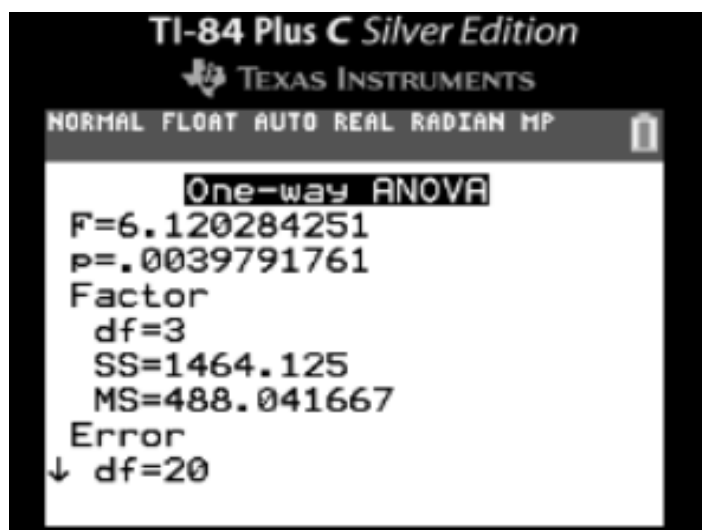 TI-84 Plus C Silver Edition
TEXAS INSTRUMENTS
NORMAL FLOAT AUTO REAL RADIAN MP
One-way ANOVA
F=6.120284251
p=.0039791761
Factor
df=3
SS=1464.125
MS=488.041667
Error
↓ df=20